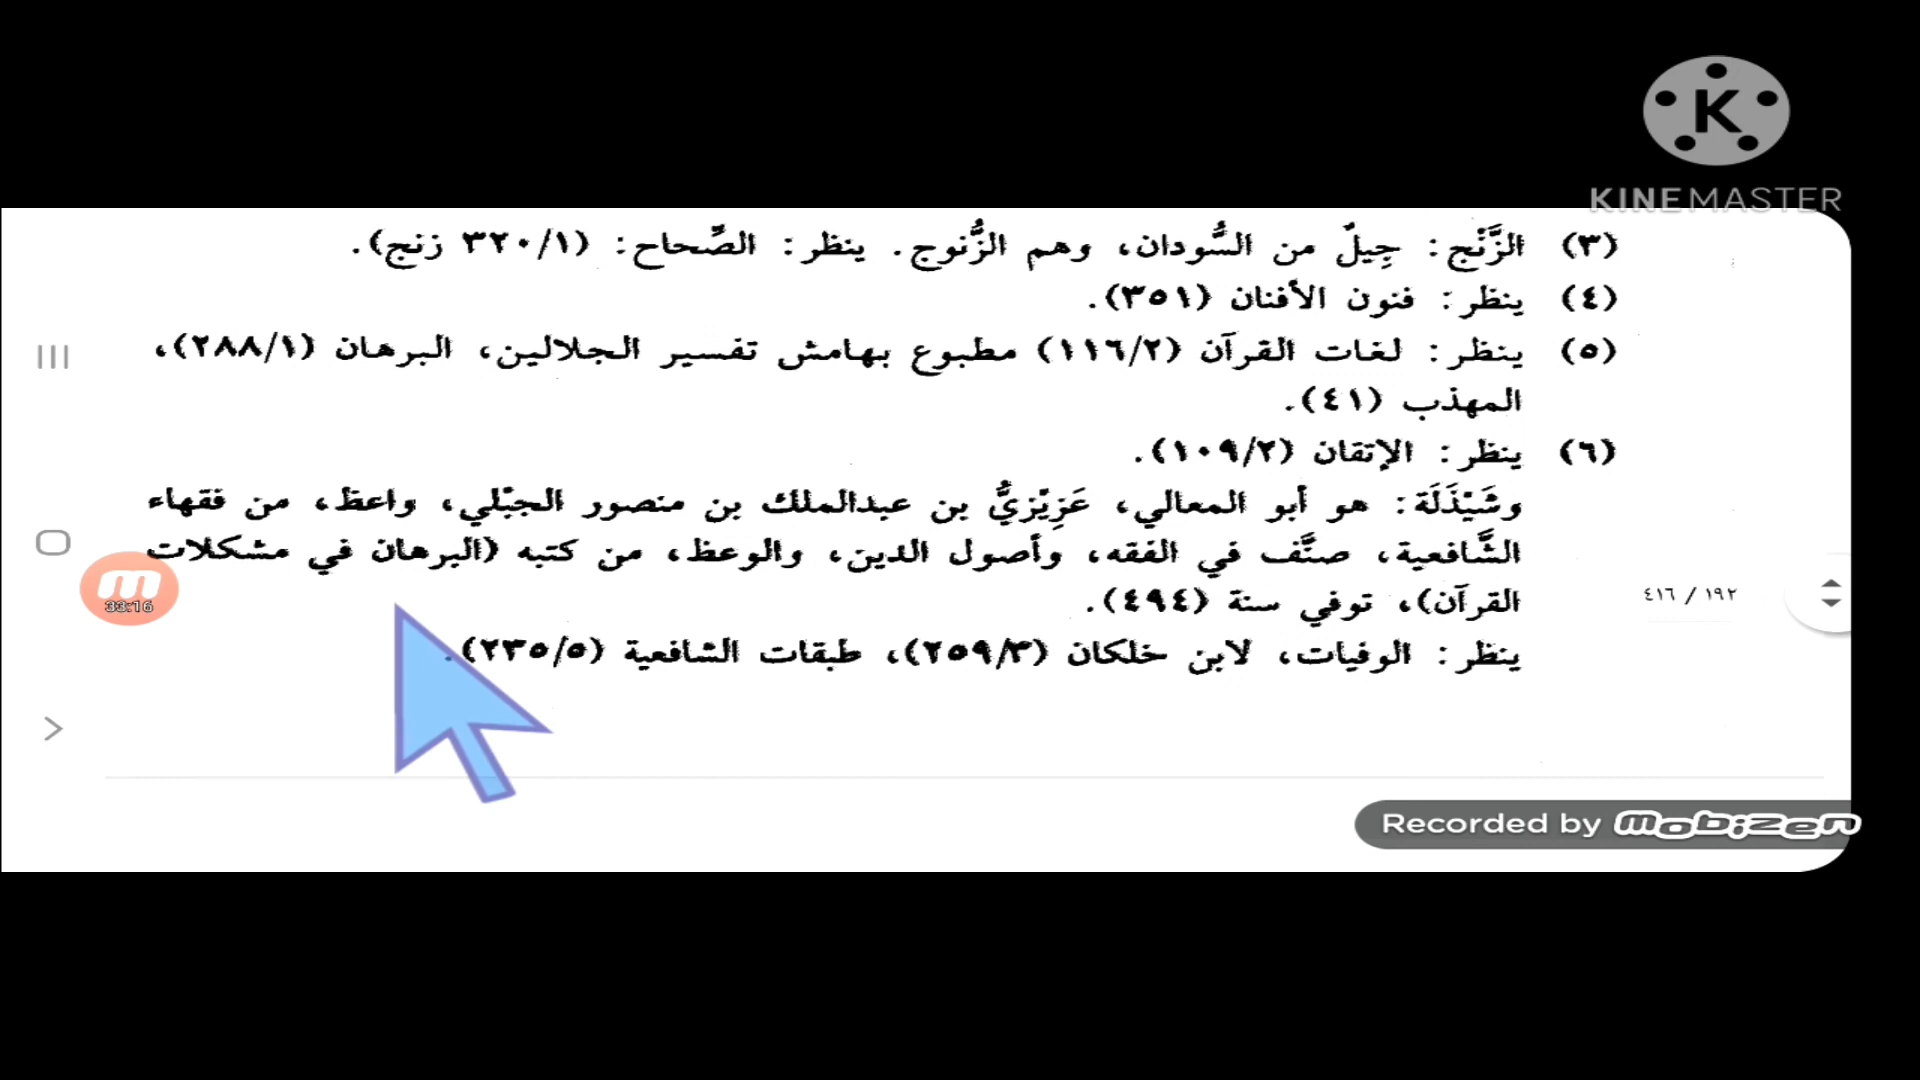 K
KINEMASTER
(٣) الزَّنْج: جِيلٌ من السُّودان، وهم الزُّنوج. ينظر: الصِّحاح: (٣٢٠/١ زنج).
(٤) ينظر: فنون الأفنان (٣٥١).
(٥) ينظر: لغات القرآن (١١٦/٢) مطبوع بهامش تفسير الجلالين، البرهان (٢٨٨/١)،
المهذب (٤١).
(٦) ينظر: الإتقان (١٠٩/٢).
وشَيْذَلَة: هو أبو المعالي، عَزِيْزِيُّ بن عبدالملك بن منصور الجبْلي، واعظ، من فقهاء
الشَّافعية، صنَّف في الفقه، وأصول الدين، والوعظ، من كتبه (البرهان في مشكلات
القرآن)، توفي سنة (٤٩٤).
ينظر: الوفيات، لابن خلكان (٢٥٩/٣)، طبقات الشافعية (٢٣٥/٥).
١٩٢ / ٤١٦
33:16
Recorded by mobizen